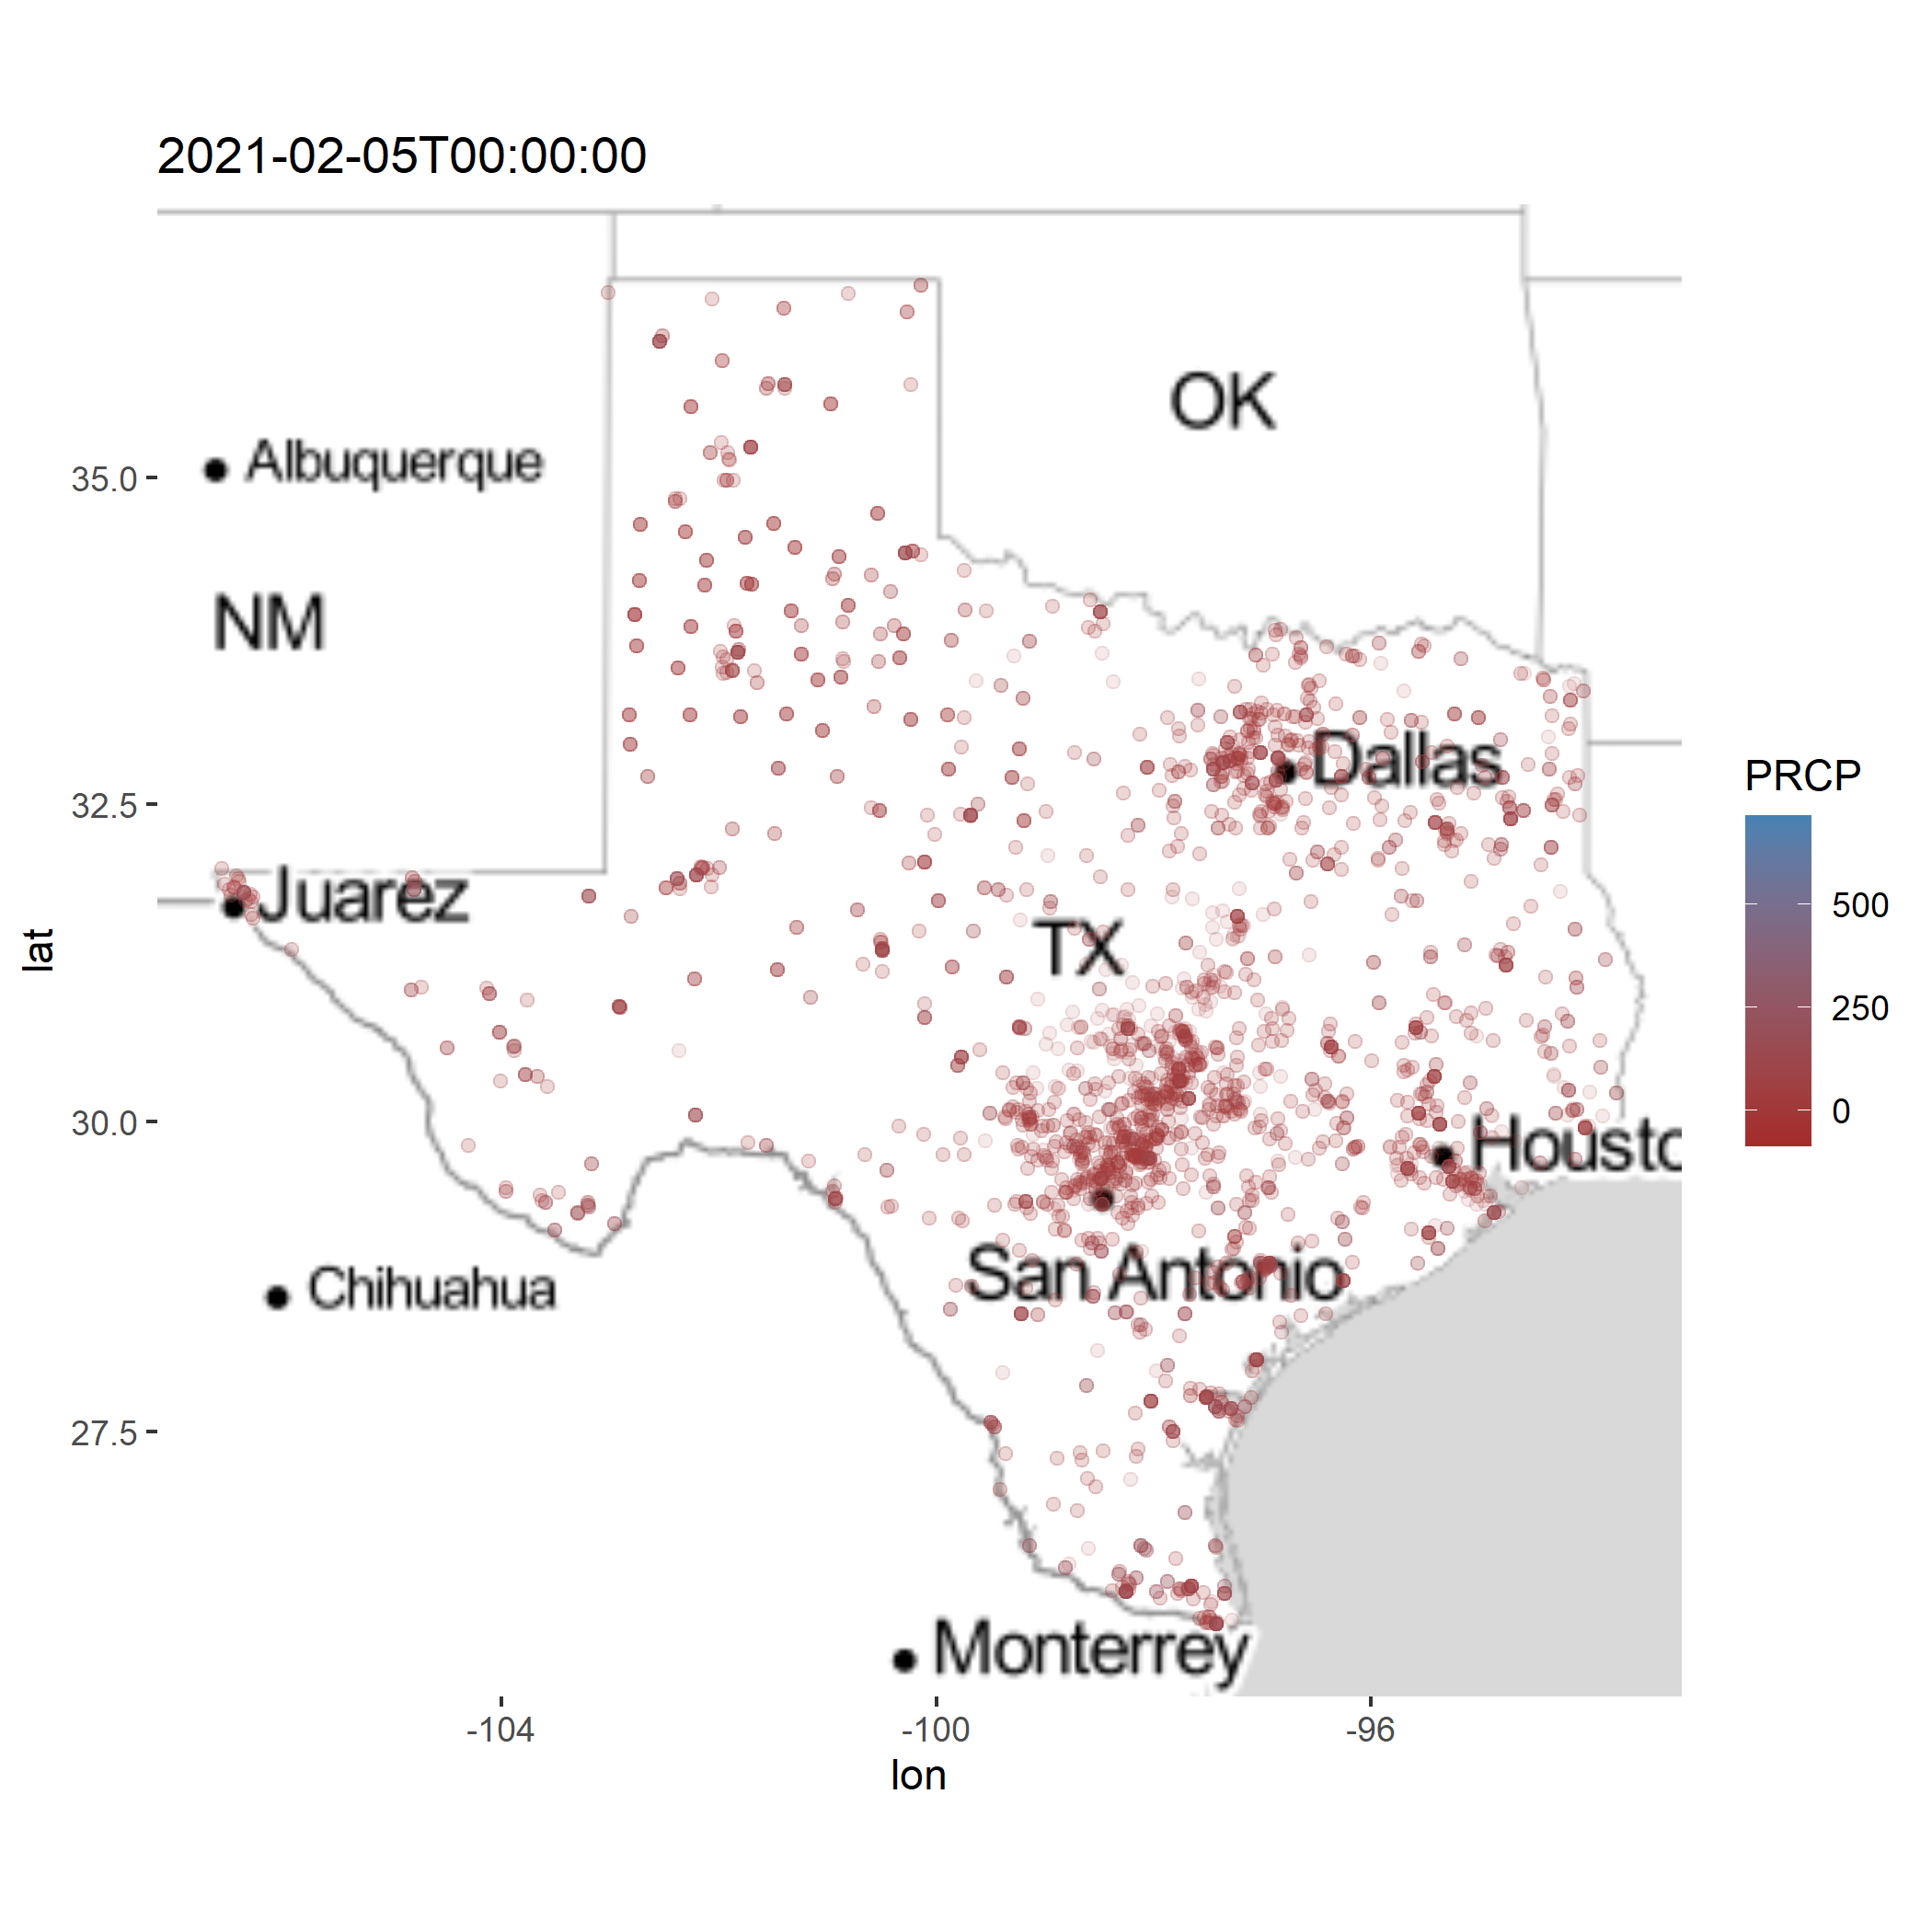 2021-02-05T00:00:00
OK
Albuquerque
35.0
NM
Dallas
PRCP
32.5
500
250
0
Juarez
TX
lat
30.0
Housto
San Antonio
Chihuahua
27.5
Monterrey
-104
-100
-96
lon